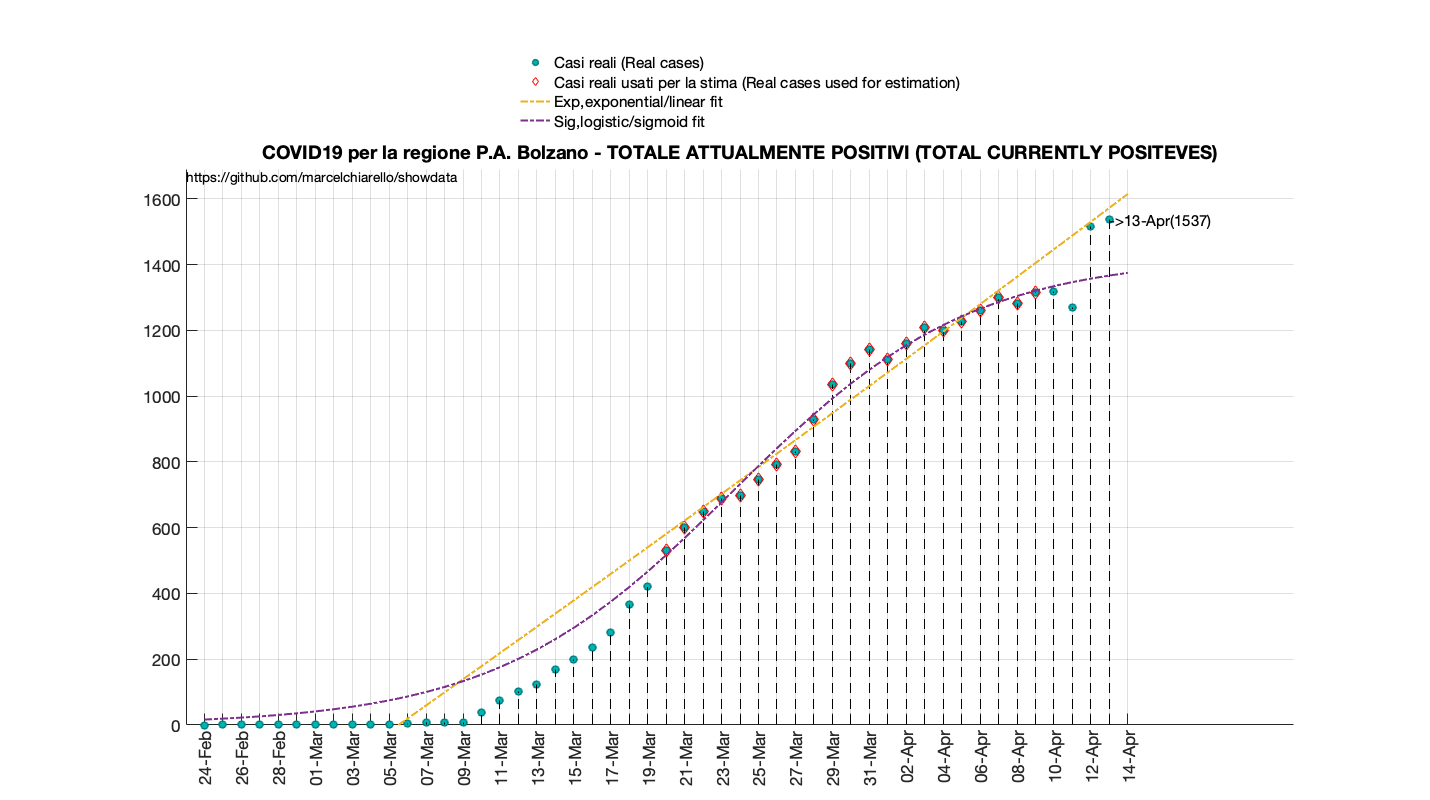 Casi reali (Real cases)
Casi reali usati per la stima (Real cases used for estimation)
Exp,exponential/linear fit
Sig,logistic/sigmoid fit
COVID19 per la regione P.A. Bolzano - TOTALE ATTUALMENTE POSITIVI (TOTAL CURRENTLY POSITEVES)
https://github.com/marcelchiarello/showdata
1600
1400
1200
1000
800
600
400
200
0
->13-Apr(1537)
24-Feb
26-Feb
28-Feb
01-Mar
03-Mar
05-Mar
07-Mar
09-Mar
11-Mar
13-Mar
15-Mar
17-Mar
19-Mar
21-Mar
23-Mar
25-Mar
27-Mar
29-Mar
31-Mar
02-Apr
04-Apr
06-Apr
08-Apr
10-Apr
12-Apr
14-Apr